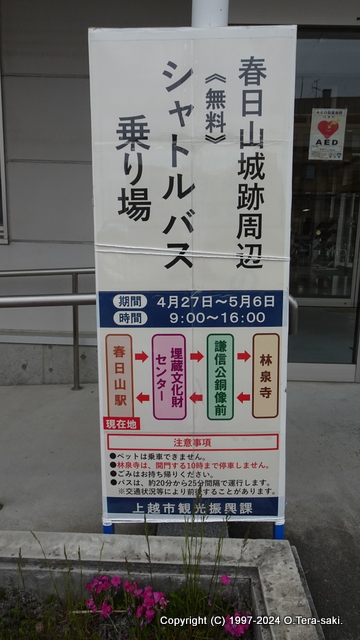 春日山城跡周辺
《無料》
シャトルバス
乗り場
期間 4月27日～5月6日
時間 9:00～16:00
春日山駅
埋蔵文化財
センター
謙信公銅像前
林泉寺
現在地
注意事項
●ペットは乗車できません。
●林泉寺は、開門する10時まで停車しません。
●ごみはお持ち帰りください。
●バスは、約20分から25分間隔で運行します。
※交通状況等により前後することがあります。
上越市観光振興課
AED
Copyright (C) 1997-2024 O.Tera-saki.